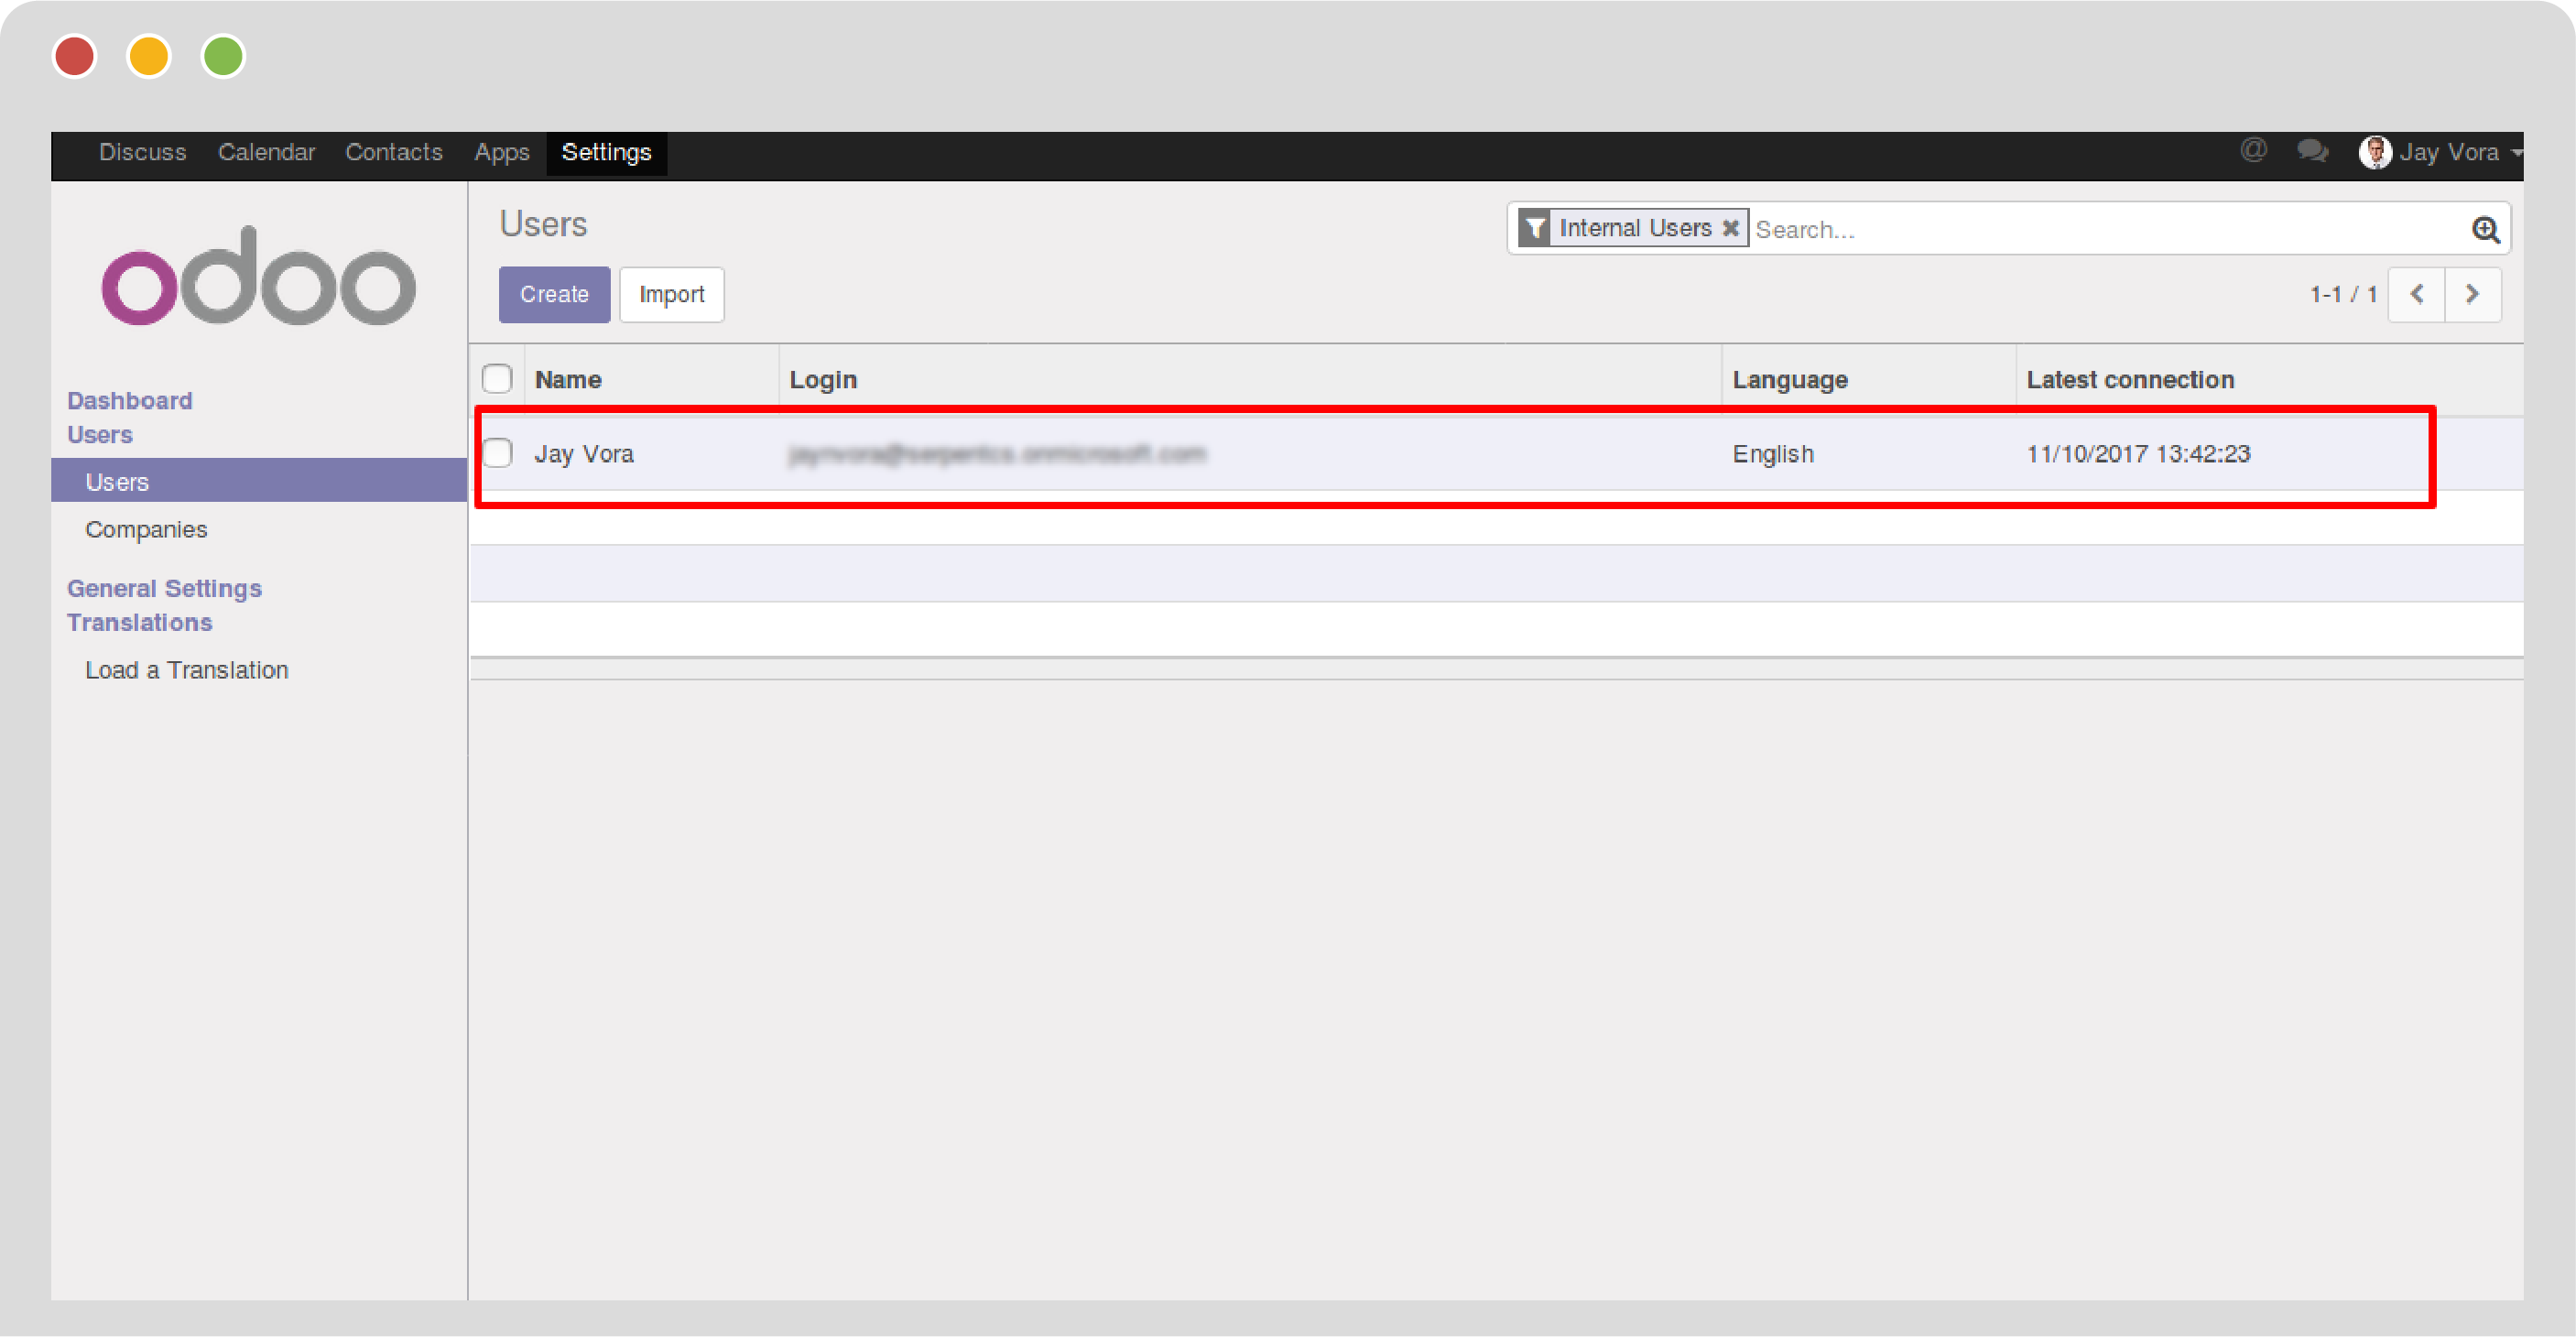 Discuss Calendar Contacts Apps Settings @ Jay Vora
odoo
Users
Internal Users Search...
Create Import
1-1 / 1
Name Login Language Latest connection
Jay Vora English 11/10/2017 13:42:23
Dashboard
Users
Users
Companies
General Settings
Translations
Load a Translation